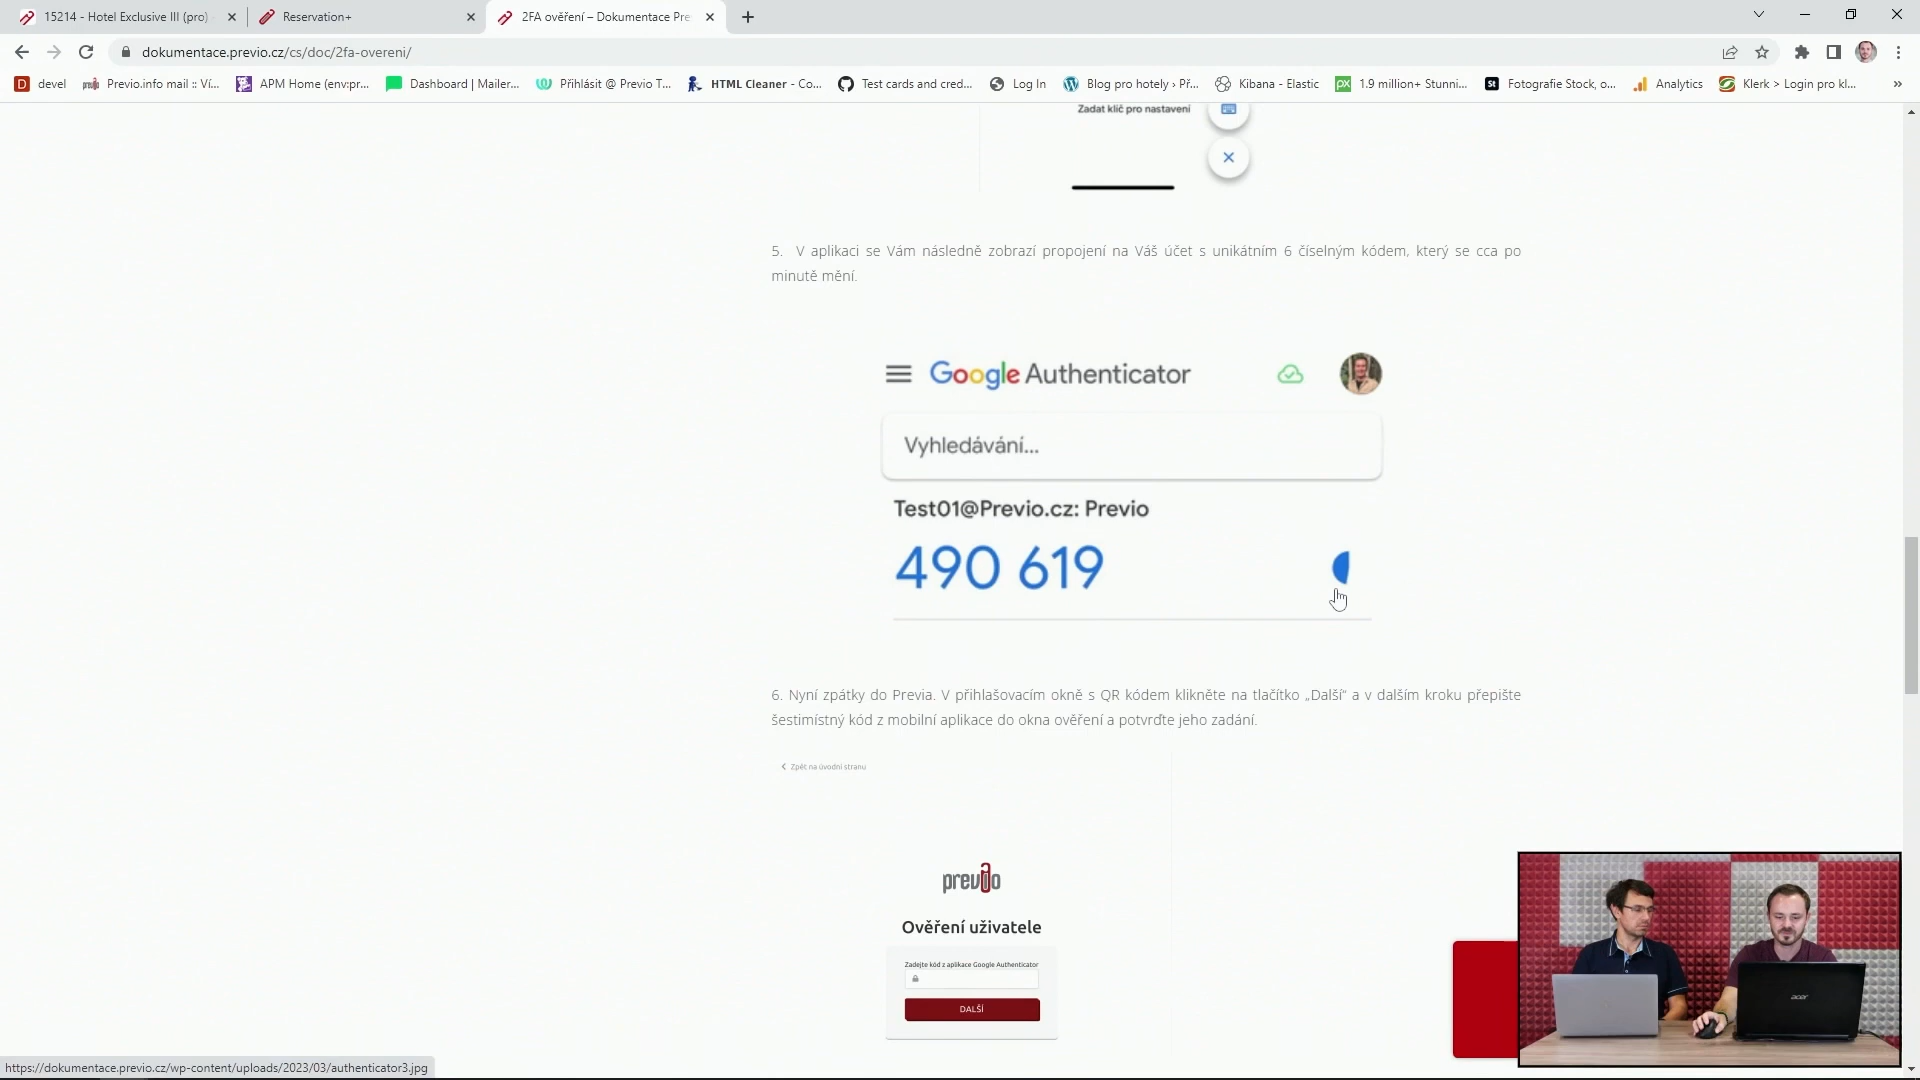 15214 - Hotel Exclusive III (pro)
Reservation+
2FA ověření – Dokumentace Pre
dokumentace.previo.cz/cs/doc/2fa-overeni/
devel
Previo.info mail :: Ví...
APM Home (env:pr...
Dashboard | Mailer...
Přihlásit @ Previo T...
HTML Cleaner - Co...
Test cards and cred...
Log In
Blog pro hotely › Př...
Kibana - Elastic
1.9 million+ Stunni...
Fotografie Stock, o...
Analytics
Klerk > Login pro kl...
Zadat klíč pro nastavení
5. V aplikaci se Vám následně zobrazí propojení na Váš účet s unikátním 6 číselným kódem, který se cca po
minutě mění.
Google Authenticator
Vyhledávání...
Test01@Previo.cz: Previo
490 619
6. Nyní zpátky do Previa. V přihlašovacím okně s QR kódem klikněte na tlačítko „Další“ a v dalším kroku přepište
šestimístný kód z mobilní aplikace do okna ověření a potvrďte jeho zadání.
Zpět na úvodní stranu
previo
Ověření uživatele
Zadejte kód z aplikace Google Authenticator
DALŠÍ
acer
https://dokumentace.previo.cz/wp-content/uploads/2023/03/authenticator3.jpg